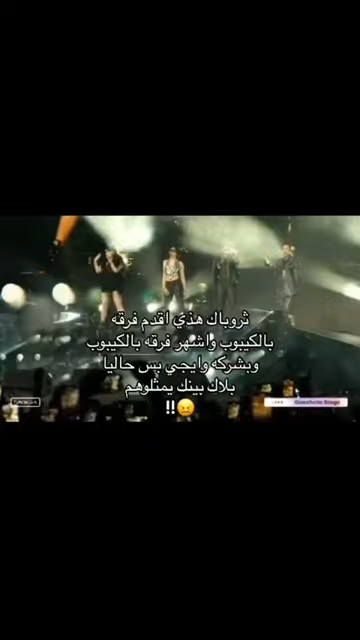 ثروباك هذي اقدم فرقه
بالكيبوب واشهر فرقه بالكيبوب
وبشركه وايجي بس حاليا
بلاك بينك يمثلوهم
!!😖